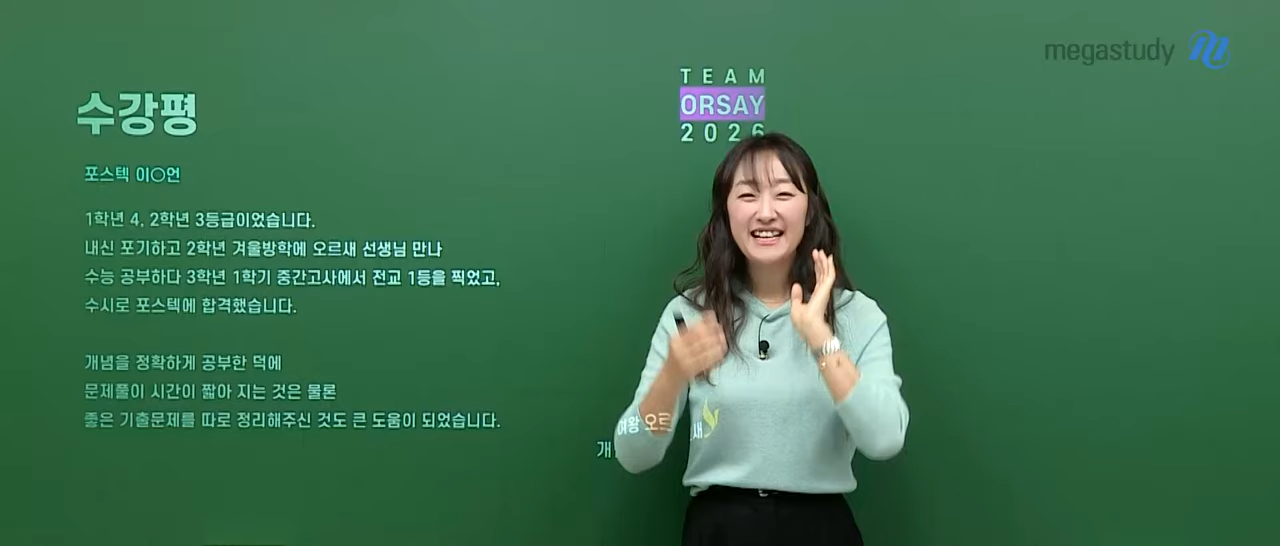 megastudy
TEAM
ORSAY
2026
수강평
포스텍 이○언
1학년 4, 2학년 3등급이었습니다.
내신 포기하고 2학년 겨울방학에 오르새 선생님 만나
수능 공부하다 3학년 1학기 중간고사에서 전교 1등을 찍었고,
수시로 포스텍에 합격했습니다.
개념을 정확하게 공부한 덕에
문제풀이 시간이 짧아 지는 것은 물론
좋은 기출문제를 따로 정리해주신 것도 큰 도움이 되었습니다.
여왕 오르 새